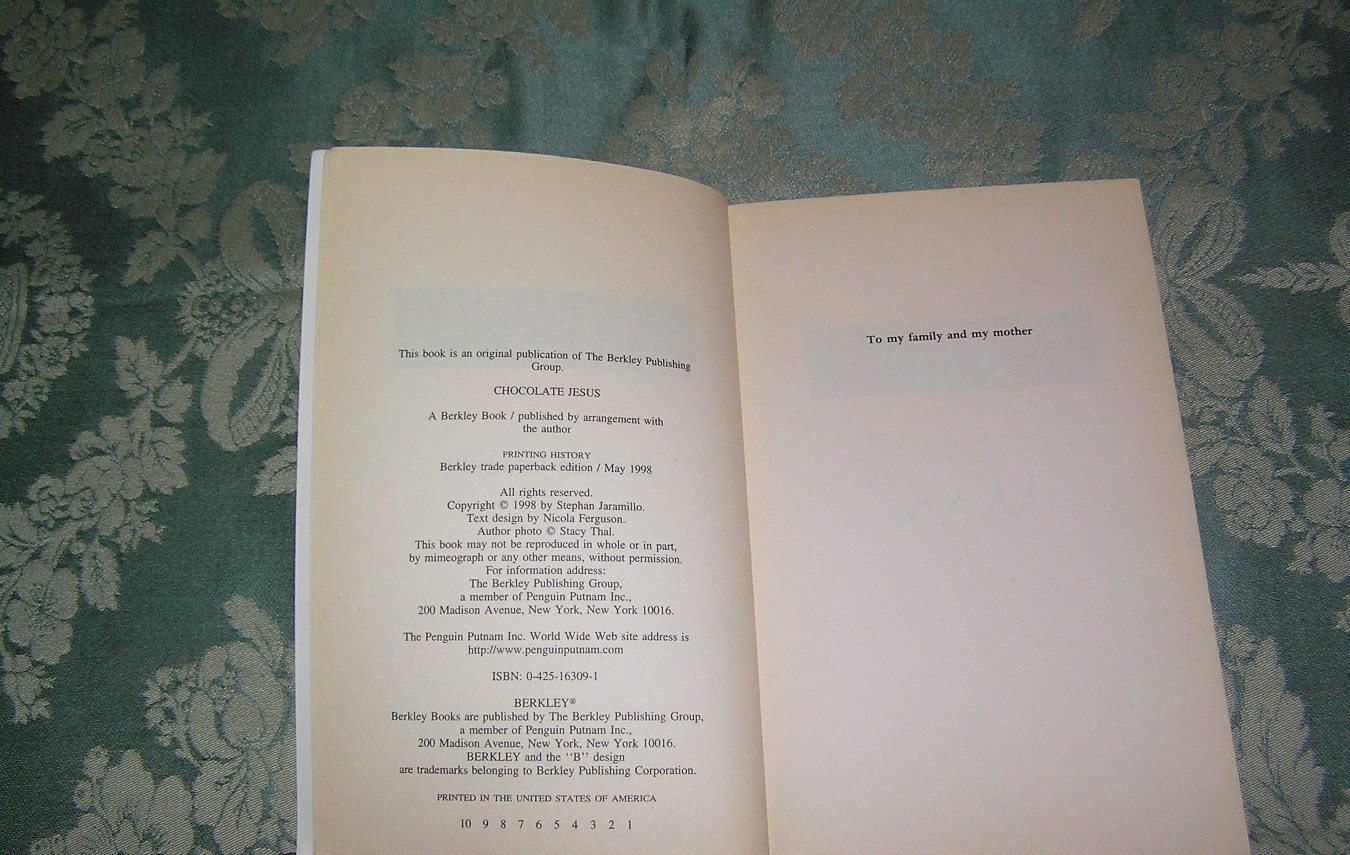 This book is an original publication of The Berkley Publishing
Group.
CHOCOLATE JESUS
A Berkley Book / published by arrangement with
the author
PRINTING HISTORY
Berkley trade paperback edition / May 1998
All rights reserved.
Copyright © 1998 by Stephan Jaramillo.
Text design by Nicola Ferguson.
Author photo © Stacy Thal.
This book may not be reproduced in whole or in part,
by mimeograph or any other means, without permission.
For information address:
The Berkley Publishing Group,
a member of Penguin Putnam Inc.,
200 Madison Avenue, New York, New York 10016.
The Penguin Putnam Inc. World Wide Web site address is
http://www.penguinputnam.com
ISBN: 0-425-16309-1
BERKLEY®
Berkley Books are published by The Berkley Publishing Group,
a member of Penguin Putnam Inc.,
200 Madison Avenue, New York, New York 10016.
BERKLEY and the ‘‘B’’ design
are trademarks belonging to Berkley Publishing Corporation.
PRINTED IN THE UNITED STATES OF AMERICA
10 9 8 7 6 5 4 3 2 1
To my family and my mother